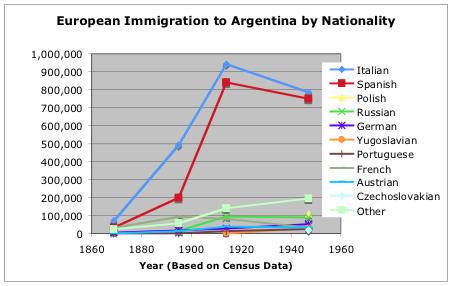 European Immigration to Argentina by Nationality
1,000,000
900,000
800,000
700,000
600,000
500,000
400,000
300,000
200,000
100,000
0
1860
1880
1900
1920
1940
1960
Year (Based on Census Data)
Italian
Spanish
Polish
Russian
German
Yugoslavian
Portuguese
French
Austrian
Czechoslovakian
Other